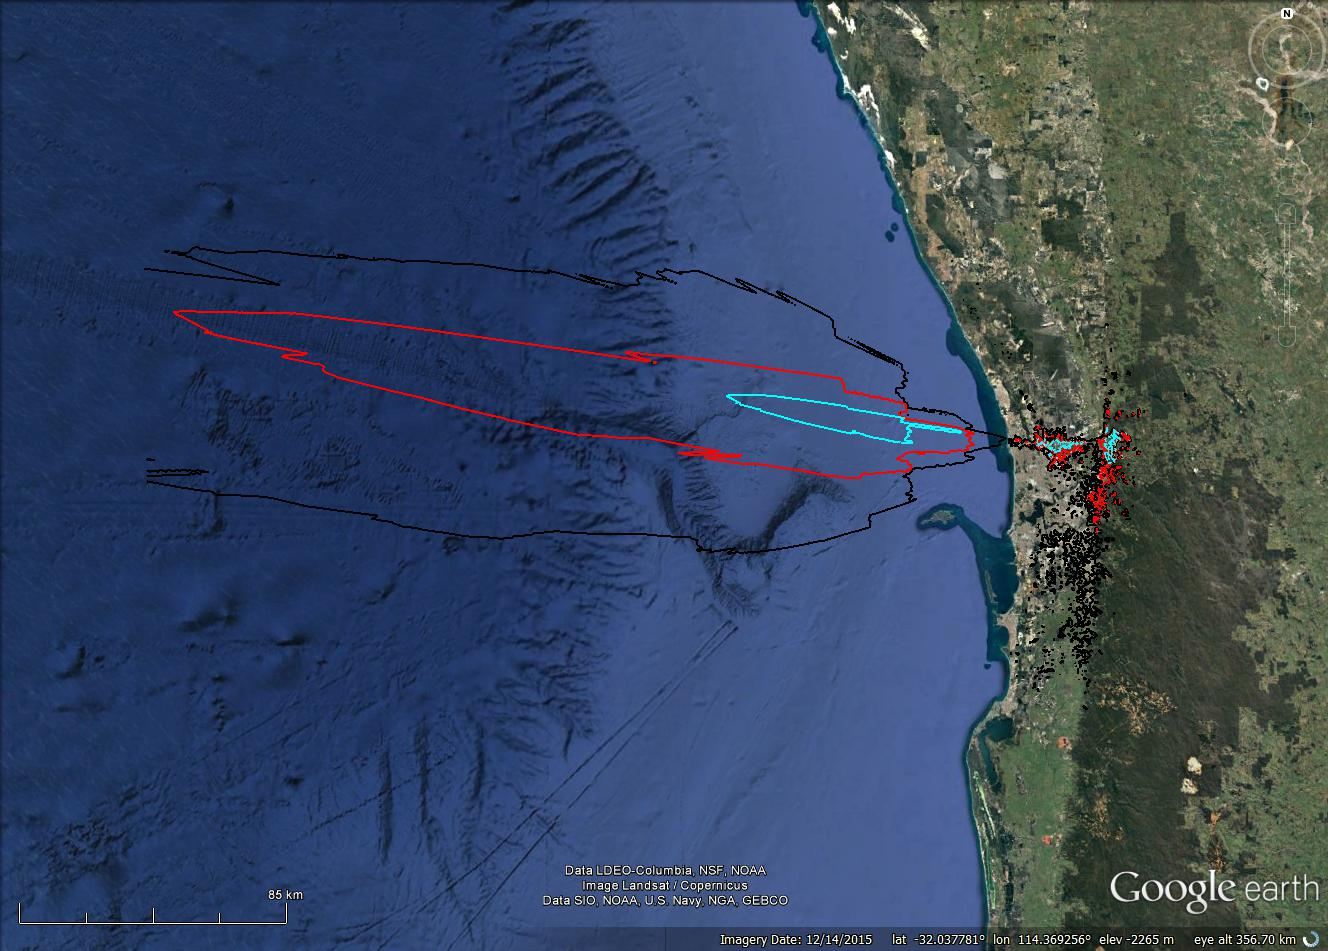 N
85 km
Data LDEO-Columbia, NSF, NOAA
Image Landsat / Copernicus
Data SIO, NOAA, U.S. Navy, NGA, GEBCO
Google earth
Imagery Date: 12/14/2015 lat -32.037781° lon 114.369256° elev -2265 m eye alt 356.70 km